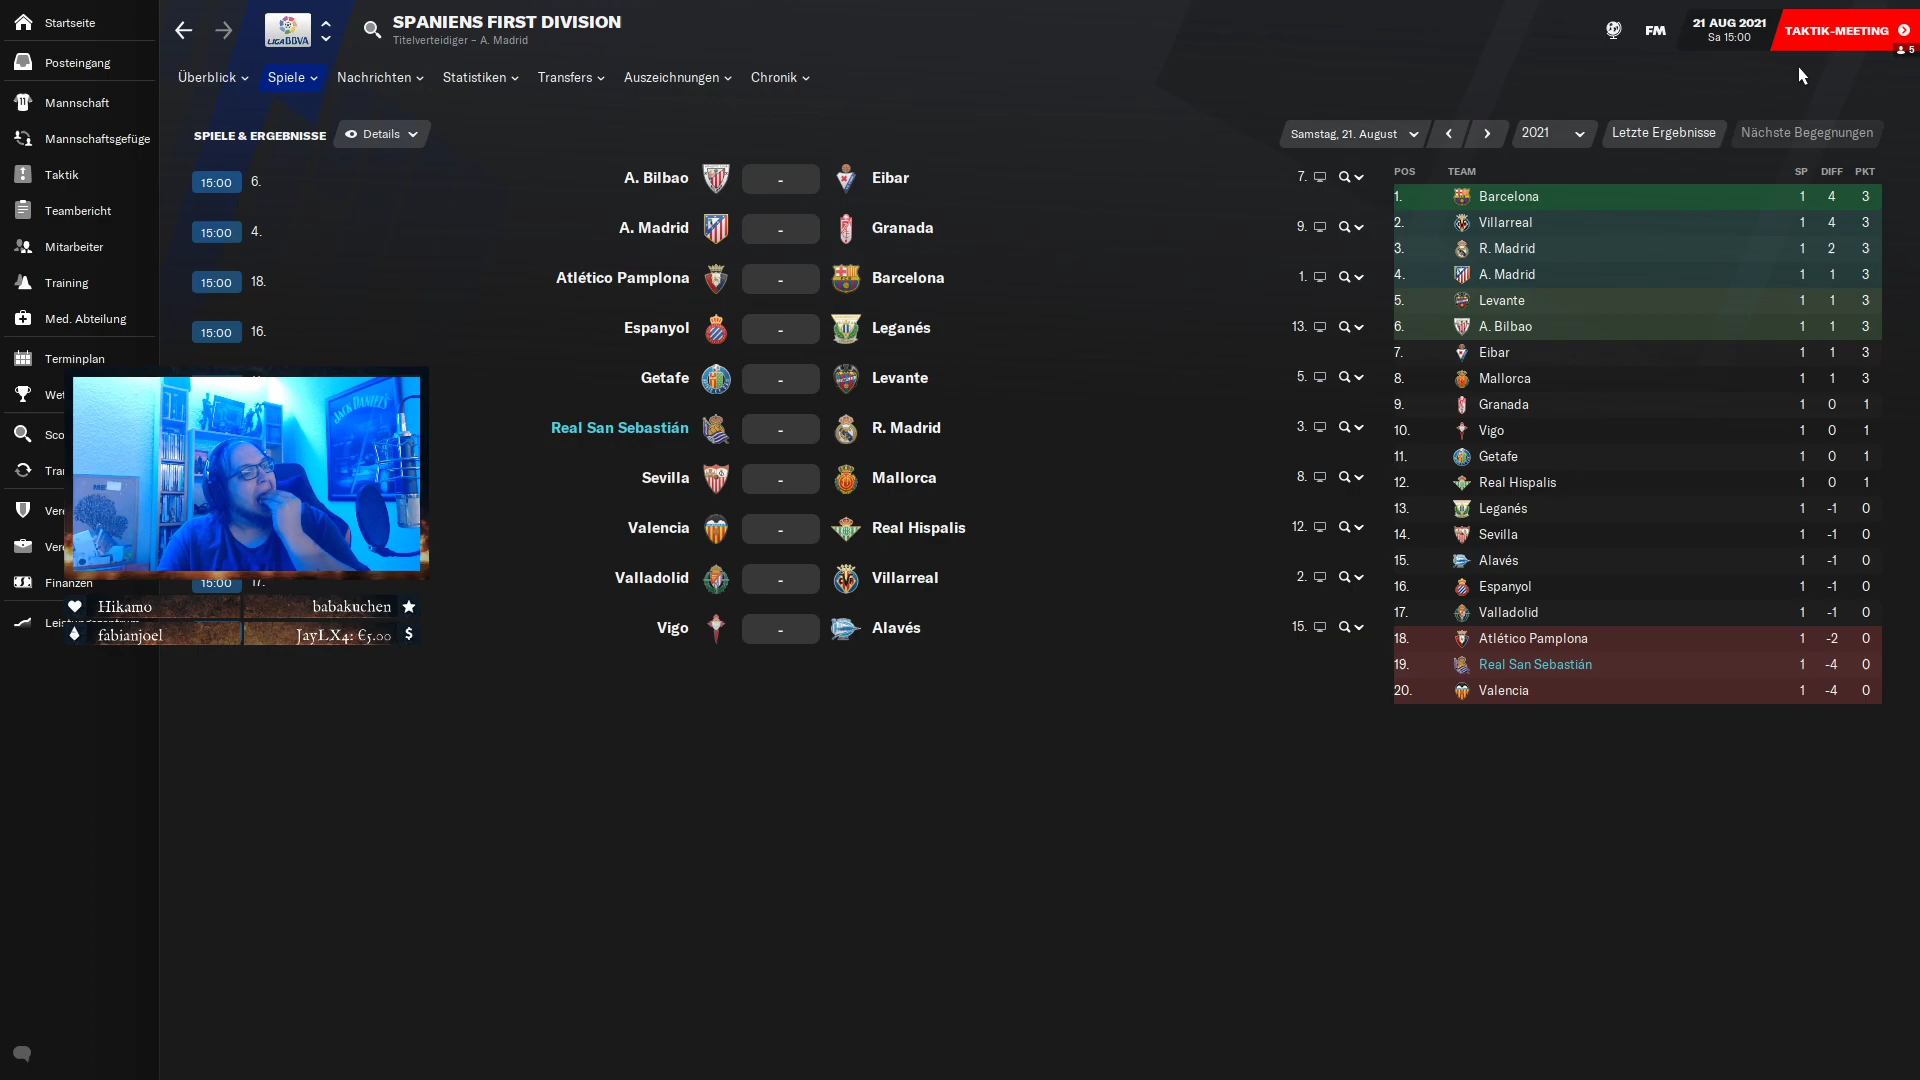 Startseite
Posteingang
Mannschaft
Mannschaftsgefüge
Taktik
Teambericht
Mitarbeiter
Training
Med. Abteilung
Terminplan
Finanzen
SPANIENS FIRST DIVISION
Titelverteidiger – A. Madrid
FM
21 AUG 2021
Sa 15:00
TAKTIK-MEETING
5
Überblick Spiele Nachrichten Statistiken Transfers Auszeichnungen Chronik
SPIELE & ERGEBNISSE Details
Samstag, 21. August 2021 Letzte Ergebnisse Nächste Begegnungen
15:00 6. A. Bilbao - Eibar 7.
15:00 4. A. Madrid - Granada 9.
15:00 18. Atlético Pamplona - Barcelona 1.
15:00 16. Espanyol - Leganés 13.
Getafe - Levante 5.
Real San Sebastián - R. Madrid 3.
Sevilla - Mallorca 8.
Valencia - Real Hispalis 12.
15:00 17. Valladolid - Villarreal 2.
Vigo - Alavés 15.
POS TEAM SP DIFF PKT
1. Barcelona 1 4 3
2. Villarreal 1 4 3
3. R. Madrid 1 2 3
4. A. Madrid 1 1 3
5. Levante 1 1 3
6. A. Bilbao 1 1 3
7. Eibar 1 1 3
8. Mallorca 1 1 3
9. Granada 1 0 1
10. Vigo 1 0 1
11. Getafe 1 0 1
12. Real Hispalis 1 0 1
13. Leganés 1 -1 0
14. Sevilla 1 -1 0
15. Alavés 1 -1 0
16. Espanyol 1 -1 0
17. Valladolid 1 -1 0
18. Atlético Pamplona 1 -2 0
19. Real San Sebastián 1 -4 0
20. Valencia 1 -4 0
JACK DANIEL'S
Hikamo babakuchen
fabianjoel JayLX4: €5.00